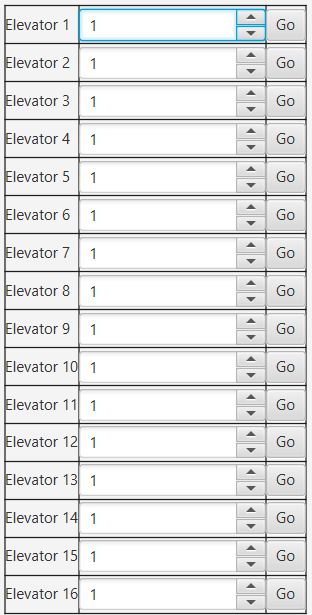 Elevator 1 1 Go
Elevator 2 1 Go
Elevator 3 1 Go
Elevator 4 1 Go
Elevator 5 1 Go
Elevator 6 1 Go
Elevator 7 1 Go
Elevator 8 1 Go
Elevator 9 1 Go
Elevator 10 1 Go
Elevator 11 1 Go
Elevator 12 1 Go
Elevator 13 1 Go
Elevator 14 1 Go
Elevator 15 1 Go
Elevator 16 1 Go